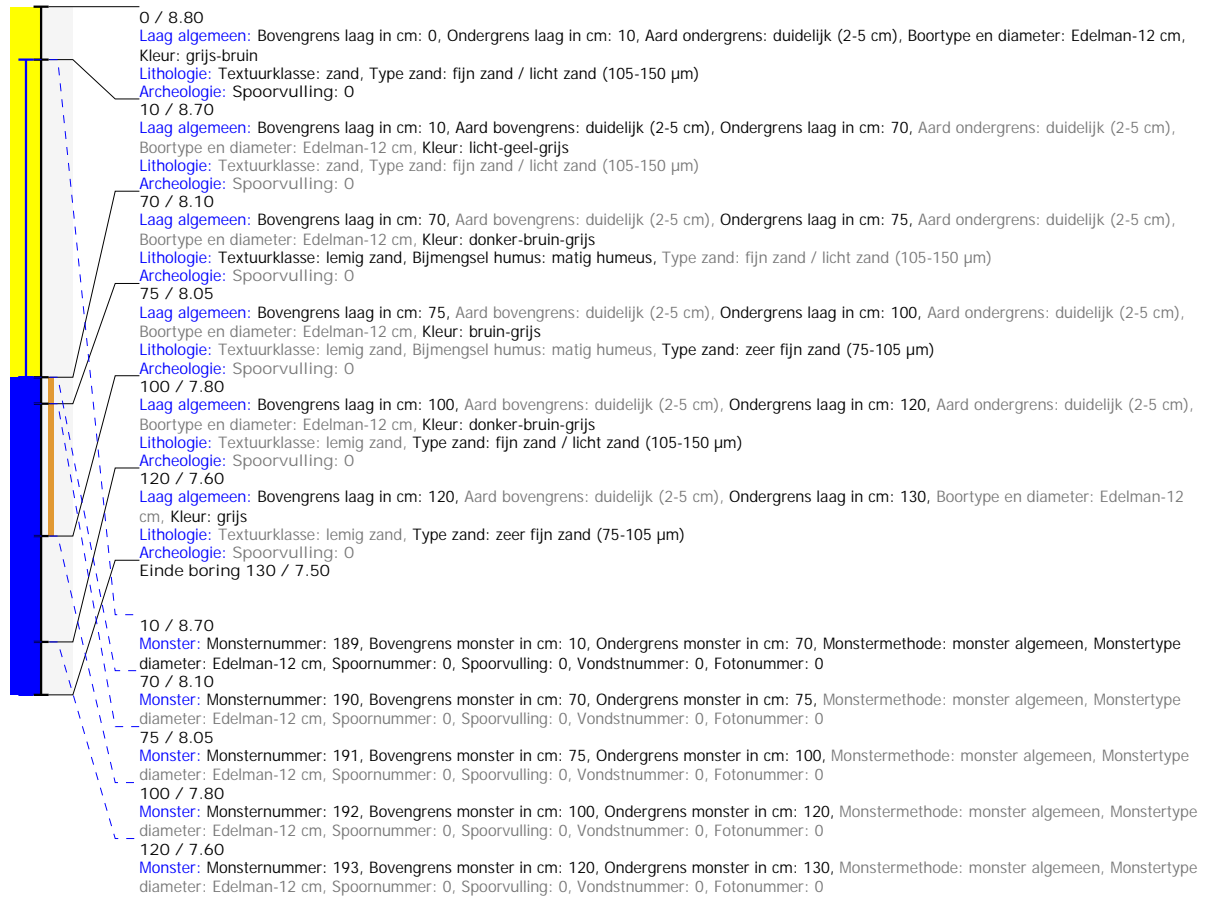 0 / 8.80
Laag algemeen: Bovengrens laag in cm: 0, Ondergrens laag in cm: 10, Aard ondergrens: duidelijk (2-5 cm), Boortype en diameter: Edelman-12 cm,
Kleur: grijs-bruin
Lithologie: Textuurklasse: zand, Type zand: fijn zand / licht zand (105-150 µm)
Archeologie: Spoorvulling: 0
10 / 8.70
Laag algemeen: Bovengrens laag in cm: 10, Aard bovengrens: duidelijk (2-5 cm), Ondergrens laag in cm: 70, Aard ondergrens: duidelijk (2-5 cm),
Boortype en diameter: Edelman-12 cm, Kleur: licht-geel-grijs
Lithologie: Textuurklasse: zand, Type zand: fijn zand / licht zand (105-150 µm)
Archeologie: Spoorvulling: 0
70 / 8.10
Laag algemeen: Bovengrens laag in cm: 70, Aard bovengrens: duidelijk (2-5 cm), Ondergrens laag in cm: 75, Aard ondergrens: duidelijk (2-5 cm),
Boortype en diameter: Edelman-12 cm, Kleur: donker-bruin-grijs
Lithologie: Textuurklasse: lemig zand, Bijmengsel humus: matig humeus, Type zand: fijn zand / licht zand (105-150 µm)
Archeologie: Spoorvulling: 0
75 / 8.05
Laag algemeen: Bovengrens laag in cm: 75, Aard bovengrens: duidelijk (2-5 cm), Ondergrens laag in cm: 100, Aard ondergrens: duidelijk (2-5 cm),
Boortype en diameter: Edelman-12 cm, Kleur: bruin-grijs
Lithologie: Textuurklasse: lemig zand, Bijmengsel humus: matig humeus, Type zand: zeer fijn zand (75-105 µm)
Archeologie: Spoorvulling: 0
100 / 7.80
Laag algemeen: Bovengrens laag in cm: 100, Aard bovengrens: duidelijk (2-5 cm), Ondergrens laag in cm: 120, Aard ondergrens: duidelijk (2-5 cm),
Boortype en diameter: Edelman-12 cm, Kleur: donker-bruin-grijs
Lithologie: Textuurklasse: lemig zand, Type zand: fijn zand / licht zand (105-150 µm)
Archeologie: Spoorvulling: 0
120 / 7.60
Laag algemeen: Bovengrens laag in cm: 120, Aard bovengrens: duidelijk (2-5 cm), Ondergrens laag in cm: 130, Boortype en diameter: Edelman-12
cm, Kleur: grijs
Lithologie: Textuurklasse: lemig zand, Type zand: zeer fijn zand (75-105 µm)
Archeologie: Spoorvulling: 0
Einde boring 130 / 7.50
10 / 8.70
Monster: Monsternummer: 189, Bovengrens monster in cm: 10, Ondergrens monster in cm: 70, Monstermethode: monster algemeen, Monstertype
diameter: Edelman-12 cm, Spoornummer: 0, Spoorvulling: 0, Vondstnummer: 0, Fotonummer: 0
70 / 8.10
Monster: Monsternummer: 190, Bovengrens monster in cm: 70, Ondergrens monster in cm: 75, Monstermethode: monster algemeen, Monstertype
diameter: Edelman-12 cm, Spoornummer: 0, Spoorvulling: 0, Vondstnummer: 0, Fotonummer: 0
75 / 8.05
Monster: Monsternummer: 191, Bovengrens monster in cm: 75, Ondergrens monster in cm: 100, Monstermethode: monster algemeen, Monstertype
diameter: Edelman-12 cm, Spoornummer: 0, Spoorvulling: 0, Vondstnummer: 0, Fotonummer: 0
100 / 7.80
Monster: Monsternummer: 192, Bovengrens monster in cm: 100, Ondergrens monster in cm: 120, Monstermethode: monster algemeen, Monstertype
diameter: Edelman-12 cm, Spoornummer: 0, Spoorvulling: 0, Vondstnummer: 0, Fotonummer: 0
120 / 7.60
Monster: Monsternummer: 193, Bovengrens monster in cm: 120, Ondergrens monster in cm: 130, Monstermethode: monster algemeen, Monstertype
diameter: Edelman-12 cm, Spoornummer: 0, Spoorvulling: 0, Vondstnummer: 0, Fotonummer: 0